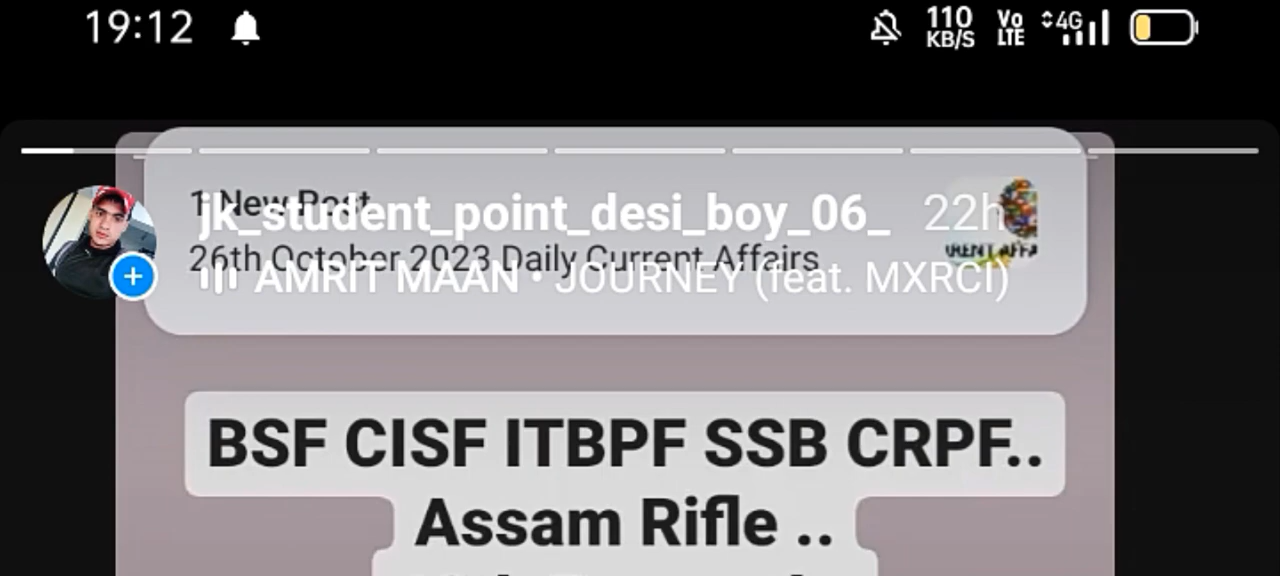 19:12
110
KB/S
Vo
LTE
4G
1 New Post
jk_student_point_desi_boy_06_ 22h
26th October 2023 Daily Current Affairs
AMRIT MAAN • JOURNEY (feat. MXRCI)
BSF CISF ITBPF SSB CRPF..
Assam Rifle ..